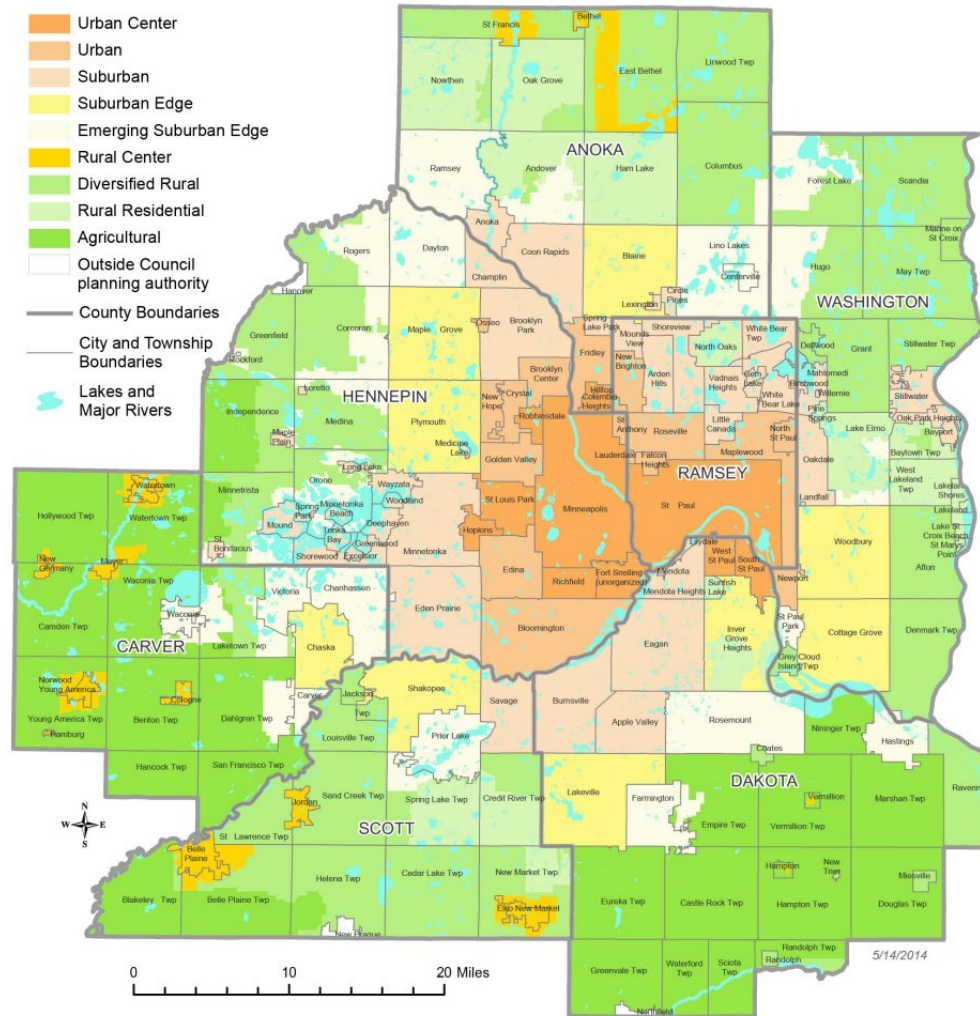 Urban Center
Urban
Suburban
Suburban Edge
Emerging Suburban Edge
Rural Center
Diversified Rural
Rural Residential
Agricultural
Outside Council
planning authority
County Boundaries
City and Township
Boundaries
Lakes and
Major Rivers
St Francis
Bethel
Nowthen
Oak Grove
East Bethel
Linwood Twp
ANOKA
Ramsey
Andover
Ham Lake
Columbus
Forest Lake
Scandia
Marine on
St Croix
Rogers
Dayton
Anoka
Coon Rapids
Champlin
Blaine
Lino Lakes
Centerville
Hugo
May Twp
WASHINGTON
Hanover
Greenfield
Corcoran
Maple Grove
Osseo
Brooklyn
Park
Lexington
Circle
Pines
Spring
Lake Park
Mounds
View
Shoreview
North Oaks
White Bear
Twp
Dellwood
Grant
Stillwater Twp
Rockford
Fridley
New
Brighton
Arden
Hills
Vadnais
Heights
Gem
Lake
White
Bear Lake
Mahtomedi
Birchwood
Willernie
Pine
Springs
Stillwater
Oak Park Heights
Bayport
Loretto
HENNEPIN
Brooklyn
Center
Hilltop
Columbia
Heights
Independence
Medina
Plymouth
New
Hope
Crystal
Robbinsdale
Maple
Plain
Medicine
Lake
Golden Valley
St
Anthony
Lauderdale
Roseville
Falcon
Heights
Little
Canada
Maplewood
North
St Paul
Oakdale
Lake Elmo
Baytown Twp
West
Lakeland
Twp
RAMSEY
Landfall
Lakeland
Shores
Lakeland
Lake St
Croix Beach
St Marys
Point
Long Lake
Orono
Wayzata
Woodland
Minnetrista
Minnetonka
Beach
Spring
Park
Mound
Tonka
Bay
Deephaven
Greenwood
Shorewood
Excelsior
St
Bonifacius
Hopkins
St Louis Park
Minnetonka
Minneapolis
St Paul
Woodbury
Afton
Watertown
Hollywood Twp
Watertown Twp
New
Germany
Mayer
Waconia Twp
Victoria
Chanhassen
Waconia
Camden Twp
Laketown Twp
CARVER
Edina
Richfield
Fort Snelling
(unorganized)
Eden Prairie
Bloomington
Lilydale
Mendota
Mendota Heights
West
St Paul
South
St Paul
Sunfish
Lake
Newport
St Paul
Park
Inver
Grove
Heights
Grey Cloud
Island Twp
Cottage Grove
Denmark Twp
Eagan
Chaska
Norwood
Young America
Cologne
Young America Twp
Benton Twp
Dahlgren Twp
Hamburg
Carver
Jackson
Twp
Shakopee
Savage
Louisville Twp
Prior Lake
Burnsville
Apple Valley
Rosemount
Coates
Nininger Twp
Hastings
Hancock Twp
San Francisco Twp
Jordan
Sand Creek Twp
Spring Lake Twp
Credit River Twp
Lakeville
Farmington
DAKOTA
Empire Twp
Vermillion
Vermillion Twp
Marshan Twp
Ravenn
St Lawrence Twp
SCOTT
Belle
Plaine
Blakeley Twp
Belle Plaine Twp
Helena Twp
Cedar Lake Twp
New Market Twp
Elko New Market
New Prague
Eureka Twp
Castle Rock Twp
Hampton
New
Trier
Hampton Twp
Miesville
Douglas Twp
Greenvale Twp
Waterford
Twp
Sciota
Twp
Randolph Twp
Randolph
Northfield
N
W E
S
0 10 20 Miles
5/14/2014